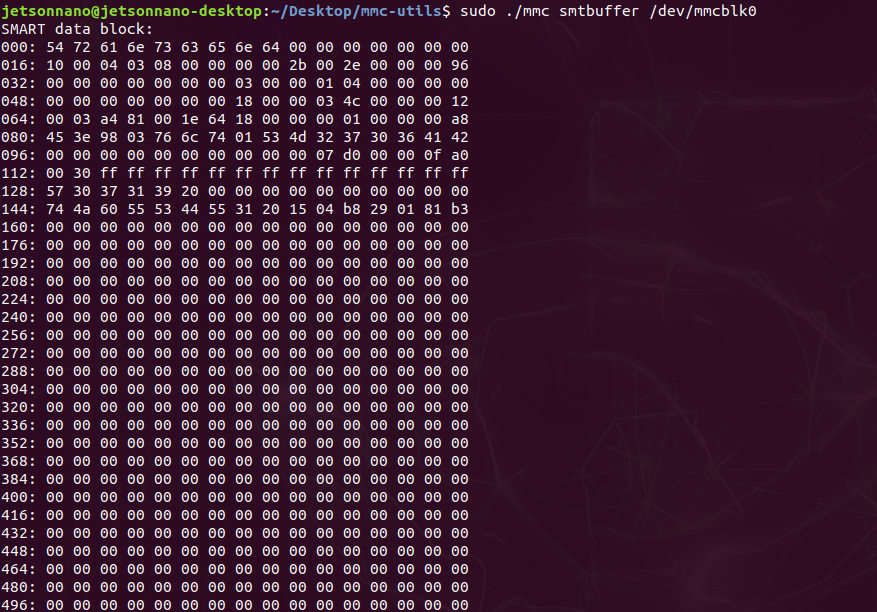 jetsonnano@jetsonnano-desktop:~/Desktop/mmc-utils$ sudo ./mmc smtbuffer /dev/mmcblk0
SMART data block:
000: 54 72 61 6e 73 63 65 6e 64 00 00 00 00 00 00 00
016: 10 00 04 03 08 00 00 00 00 2b 00 2e 00 00 00 96
032: 00 00 00 00 00 00 00 03 00 00 01 04 00 00 00 00
048: 00 00 00 00 00 00 00 18 00 00 03 4c 00 00 00 12
064: 00 03 a4 81 00 1e 64 18 00 00 00 01 00 00 00 a8
080: 45 3e 98 03 76 6c 74 01 53 4d 32 37 30 36 41 42
096: 00 00 00 00 00 00 00 00 00 00 07 d0 00 00 0f a0
112: 00 30 ff ff ff ff ff ff ff ff ff ff ff ff ff ff
128: 57 30 37 31 39 20 00 00 00 00 00 00 00 00 00 00
144: 74 4a 60 55 53 44 55 31 20 15 04 b8 29 01 81 b3
160: 00 00 00 00 00 00 00 00 00 00 00 00 00 00 00 00
176: 00 00 00 00 00 00 00 00 00 00 00 00 00 00 00 00
192: 00 00 00 00 00 00 00 00 00 00 00 00 00 00 00 00
208: 00 00 00 00 00 00 00 00 00 00 00 00 00 00 00 00
224: 00 00 00 00 00 00 00 00 00 00 00 00 00 00 00 00
240: 00 00 00 00 00 00 00 00 00 00 00 00 00 00 00 00
256: 00 00 00 00 00 00 00 00 00 00 00 00 00 00 00 00
272: 00 00 00 00 00 00 00 00 00 00 00 00 00 00 00 00
288: 00 00 00 00 00 00 00 00 00 00 00 00 00 00 00 00
304: 00 00 00 00 00 00 00 00 00 00 00 00 00 00 00 00
320: 00 00 00 00 00 00 00 00 00 00 00 00 00 00 00 00
336: 00 00 00 00 00 00 00 00 00 00 00 00 00 00 00 00
352: 00 00 00 00 00 00 00 00 00 00 00 00 00 00 00 00
368: 00 00 00 00 00 00 00 00 00 00 00 00 00 00 00 00
384: 00 00 00 00 00 00 00 00 00 00 00 00 00 00 00 00
400: 00 00 00 00 00 00 00 00 00 00 00 00 00 00 00 00
416: 00 00 00 00 00 00 00 00 00 00 00 00 00 00 00 00
432: 00 00 00 00 00 00 00 00 00 00 00 00 00 00 00 00
448: 00 00 00 00 00 00 00 00 00 00 00 00 00 00 00 00
464: 00 00 00 00 00 00 00 00 00 00 00 00 00 00 00 00
480: 00 00 00 00 00 00 00 00 00 00 00 00 00 00 00 00
496: 00 00 00 00 00 00 00 00 00 00 00 00 00 00 00 00